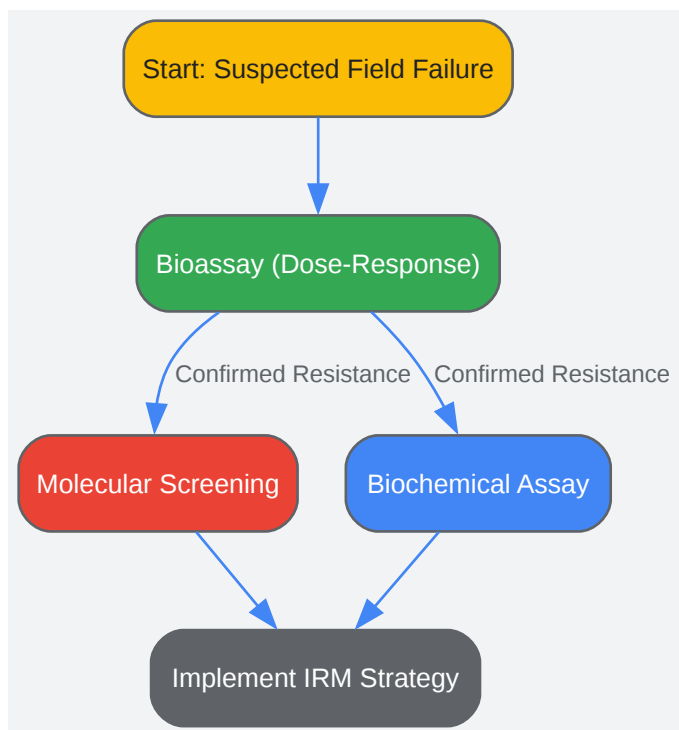 Start: Suspected Field Failure
Bioassay (Dose-Response)
Confirmed Resistance
Confirmed Resistance
Molecular Screening
Biochemical Assay
Implement IRM Strategy